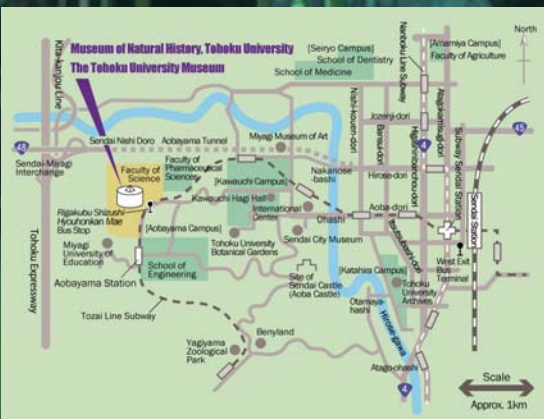 Museum of Natural History, Tohoku University
The Tohoku University Museum
North
Kita-kanjou Line
[Seiryo Campus]
School of Dentistry
School of Medicine
Nanboku Line Subway
[Amamiya Campus]
Faculty of Agriculture
Nishi-kouen-dori
Jozenji-dori
Bansui-dori
Higashinibanchou-dori
Atagokamisugi-dori
Subway Sendai Station
4
45
48
Sendai Nishi Doro
Aobayama Tunnel
Miyagi Museum of Art
Sendai-Miyagi
Interchange
Faculty of
Science
Faculty of
Pharmaceutical
Sciences
Nakanose-
bashi
Hirose-dori
[Kawauchi Campus]
Kawauchi Hagi Hall
International
Center
Aoba-dori
Ohashi
Sendai Station
Rigakubu Shizushi
Hyouhonkan Mae
Bus Stop
[Aobayama Campus]
Tohoku University
Botanical Gardens
Sendai City Museum
Itsutsubashi-dori
West Exit
Bus
Terminal
Tohoku Expressway
Miyagi
University of
Education
School of
Engineering
Site of
Sendai Castle
(Aoba Castle)
[Katahira Campus]
Tohoku
University
Archives
Aobayama Station
Otamaya
hashi
Tozai Line Subway
Hirose-gawa
Benyland
Yagiyama
Zoological
Park
Atago-ohashi
4
Scale
Approx. 1km